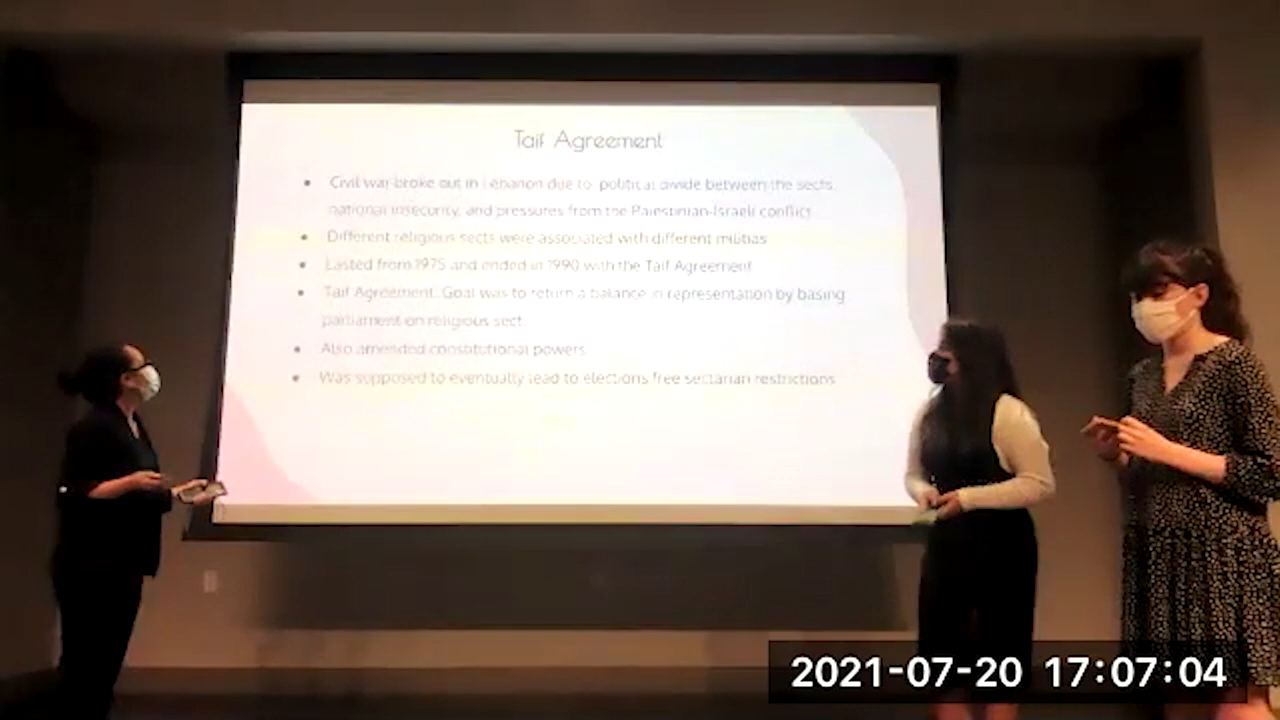 Taif Agreement
Civil war broke out in Lebanon due to political divide between the sects,
national insecurity, and pressures from the Palestinian-Israeli conflict
Different religious sects were associated with different militias
Lasted from 1975 and ended in 1990 with the Taif Agreement
Taif Agreement: Goal was to return a balance in representation by basing
parliament on religious sect
Also amended constitutional powers
Was supposed to eventually lead to elections free sectarian restrictions
2021-07-20 17:07:04